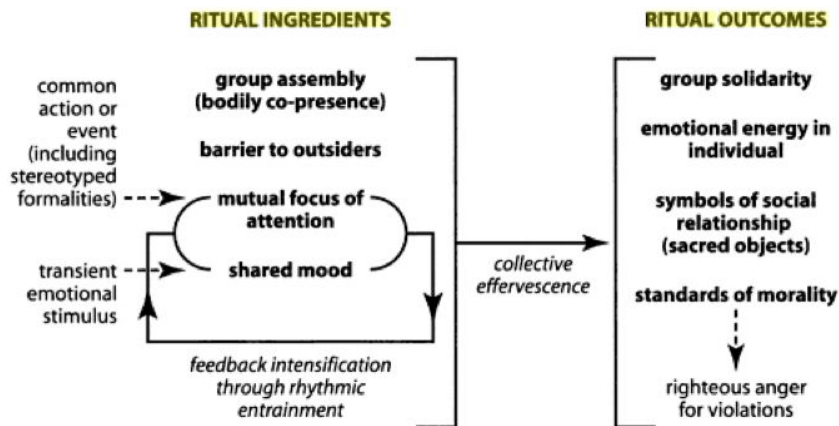 RITUAL INGREDIENTS
RITUAL OUTCOMES
common
action or
event
(including
stereotyped
formalities)
transient
emotional
stimulus
group assembly
(bodily co-presence)
barrier to outsiders
mutual focus of
attention
shared mood
feedback intensification
through rhythmic
entrainment
collective
effervescence
group solidarity
emotional energy in
individual
symbols of social
relationship
(sacred objects)
standards of morality
righteous anger
for violations